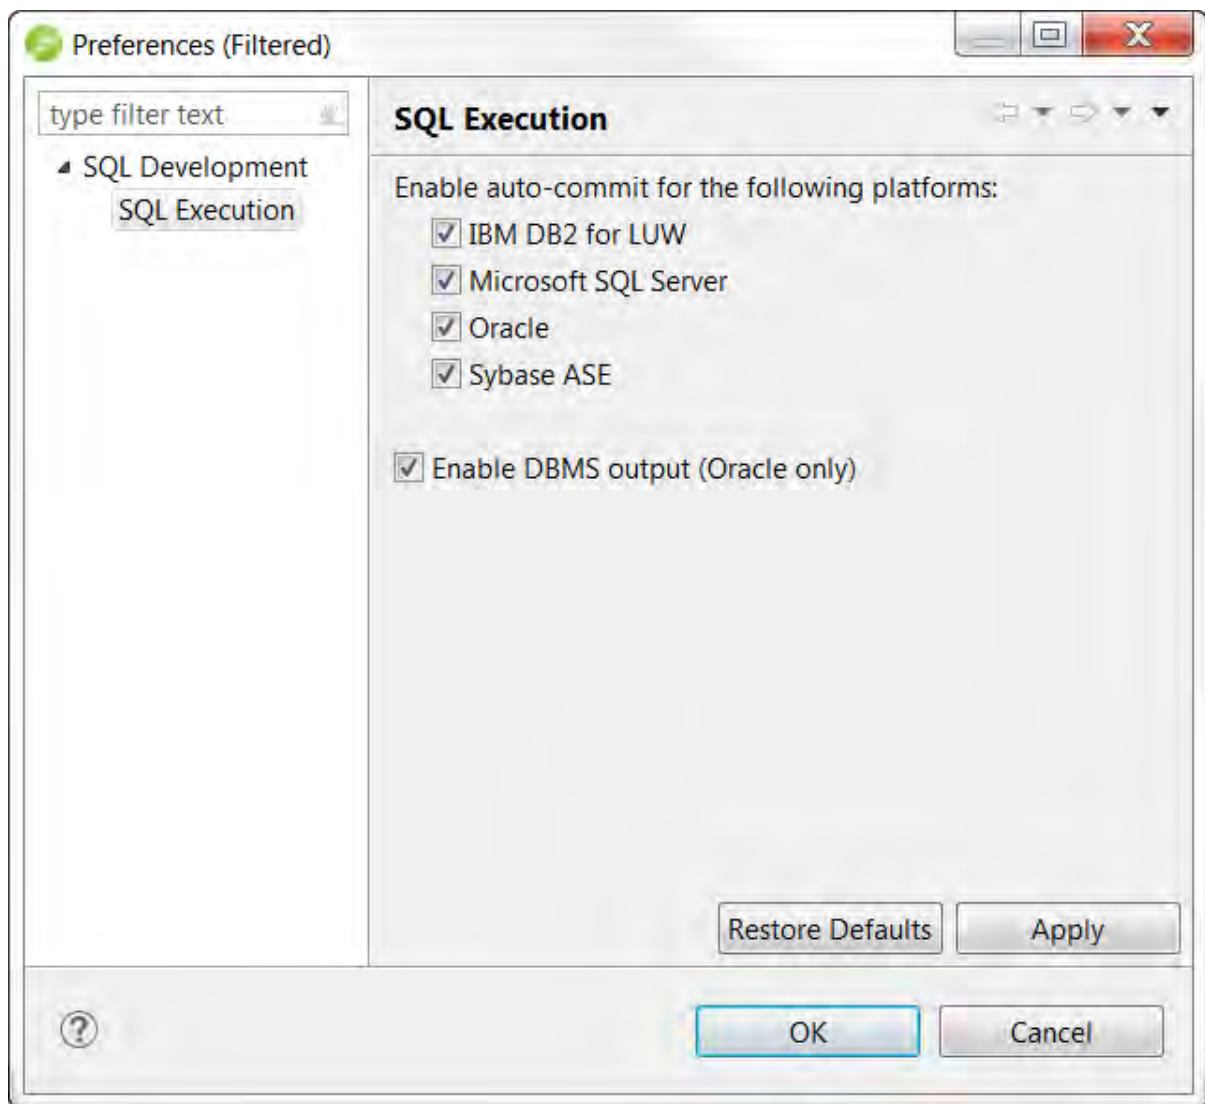 Preferences (Filtered)
type filter text
SQL Development
SQL Execution
SQL Execution
Enable auto-commit for the following platforms:
IBM DB2 for LUW
Microsoft SQL Server
Oracle
Sybase ASE
Enable DBMS output (Oracle only)
Restore Defaults
Apply
?
OK
Cancel